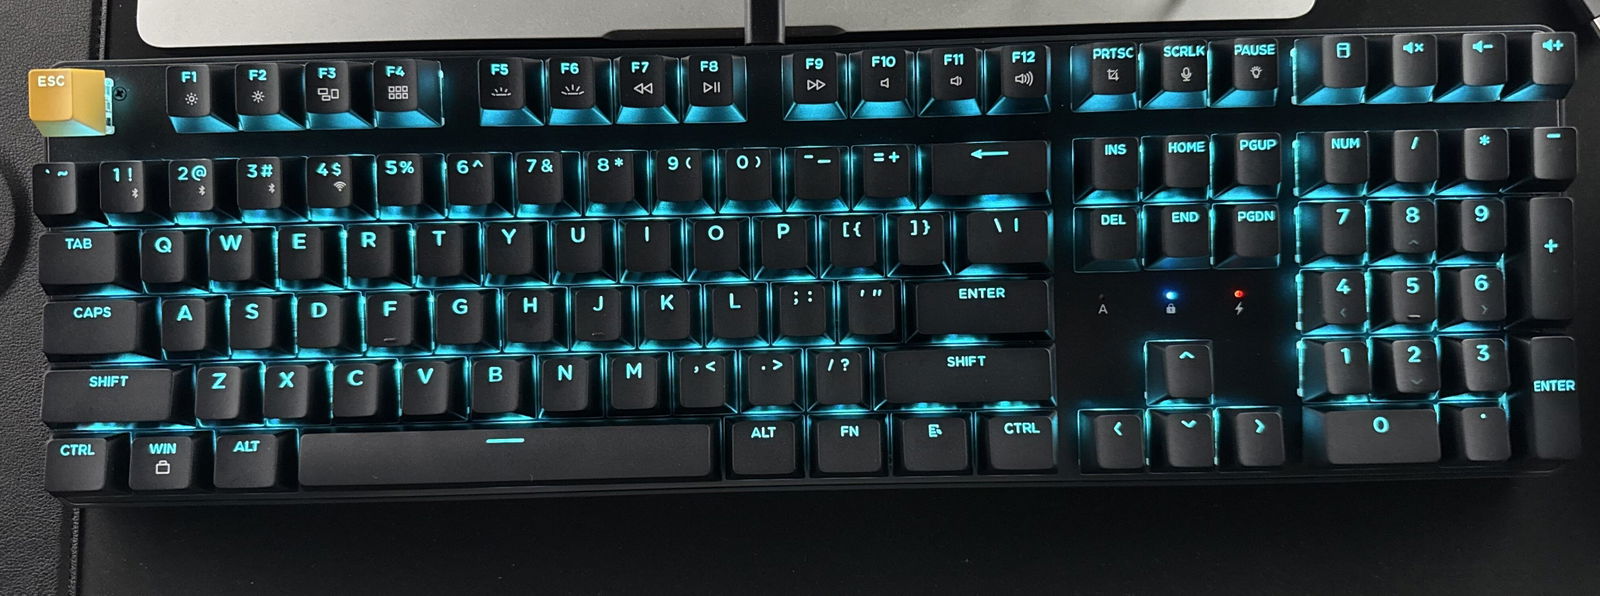 ESC F1 F2 F3 F4 F5 F6 F7 F8 F9 F10 F11 F12 PRTSC SCRLK PAUSE
` ~ 1 ! 2 @ 3 # 4 $ 5 % 6 ^ 7 & 8 * 9 ( 0 ) - _ = + INS HOME PGUP NUM / * -
TAB Q W E R T Y U I O P [ { ] } \ | DEL END PGDN 7 8 9 +
CAPS A S D F G H J K L ; : ' " ENTER A 4 5 6
SHIFT Z X C V B N M , < . > / ? SHIFT 1 2 3 ENTER
CTRL WIN ALT ALT FN CTRL 0 .